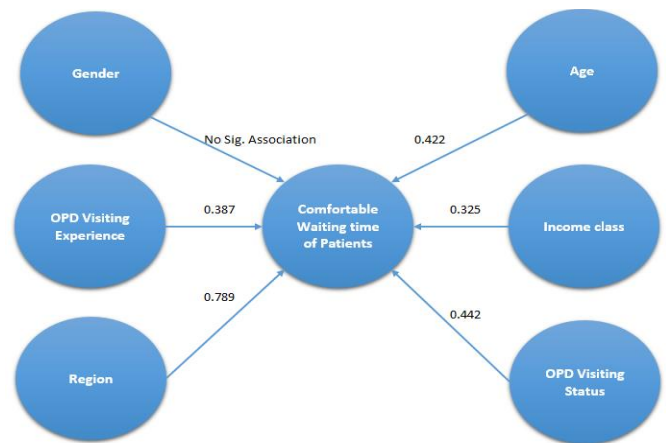 Gender
Age
No Sig. Association
0.422
OPD Visiting
Experience
0.387
Comfortable
Waiting time
of Patients
0.325
Income class
0.789
0.442
Region
OPD Visiting
Status